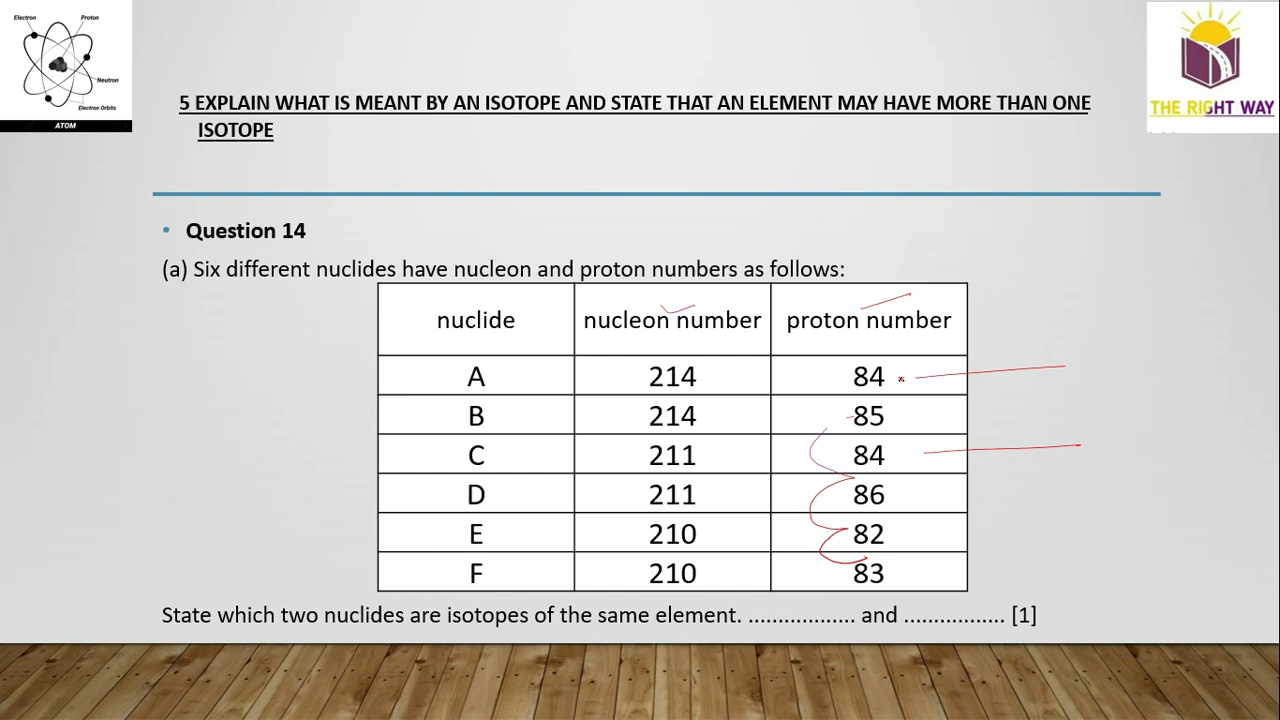 Electron
Proton
Neutron
Electron Orbits
ATOM
THE RIGHT WAY
5 EXPLAIN WHAT IS MEANT BY AN ISOTOPE AND STATE THAT AN ELEMENT MAY HAVE MORE THAN ONE
ISOTOPE
• Question 14
(a) Six different nuclides have nucleon and proton numbers as follows:
nuclide nucleon number proton number
A 214 84
B 214 85
C 211 84
D 211 86
E 210 82
F 210 83
State which two nuclides are isotopes of the same element. .................. and ................. [1]